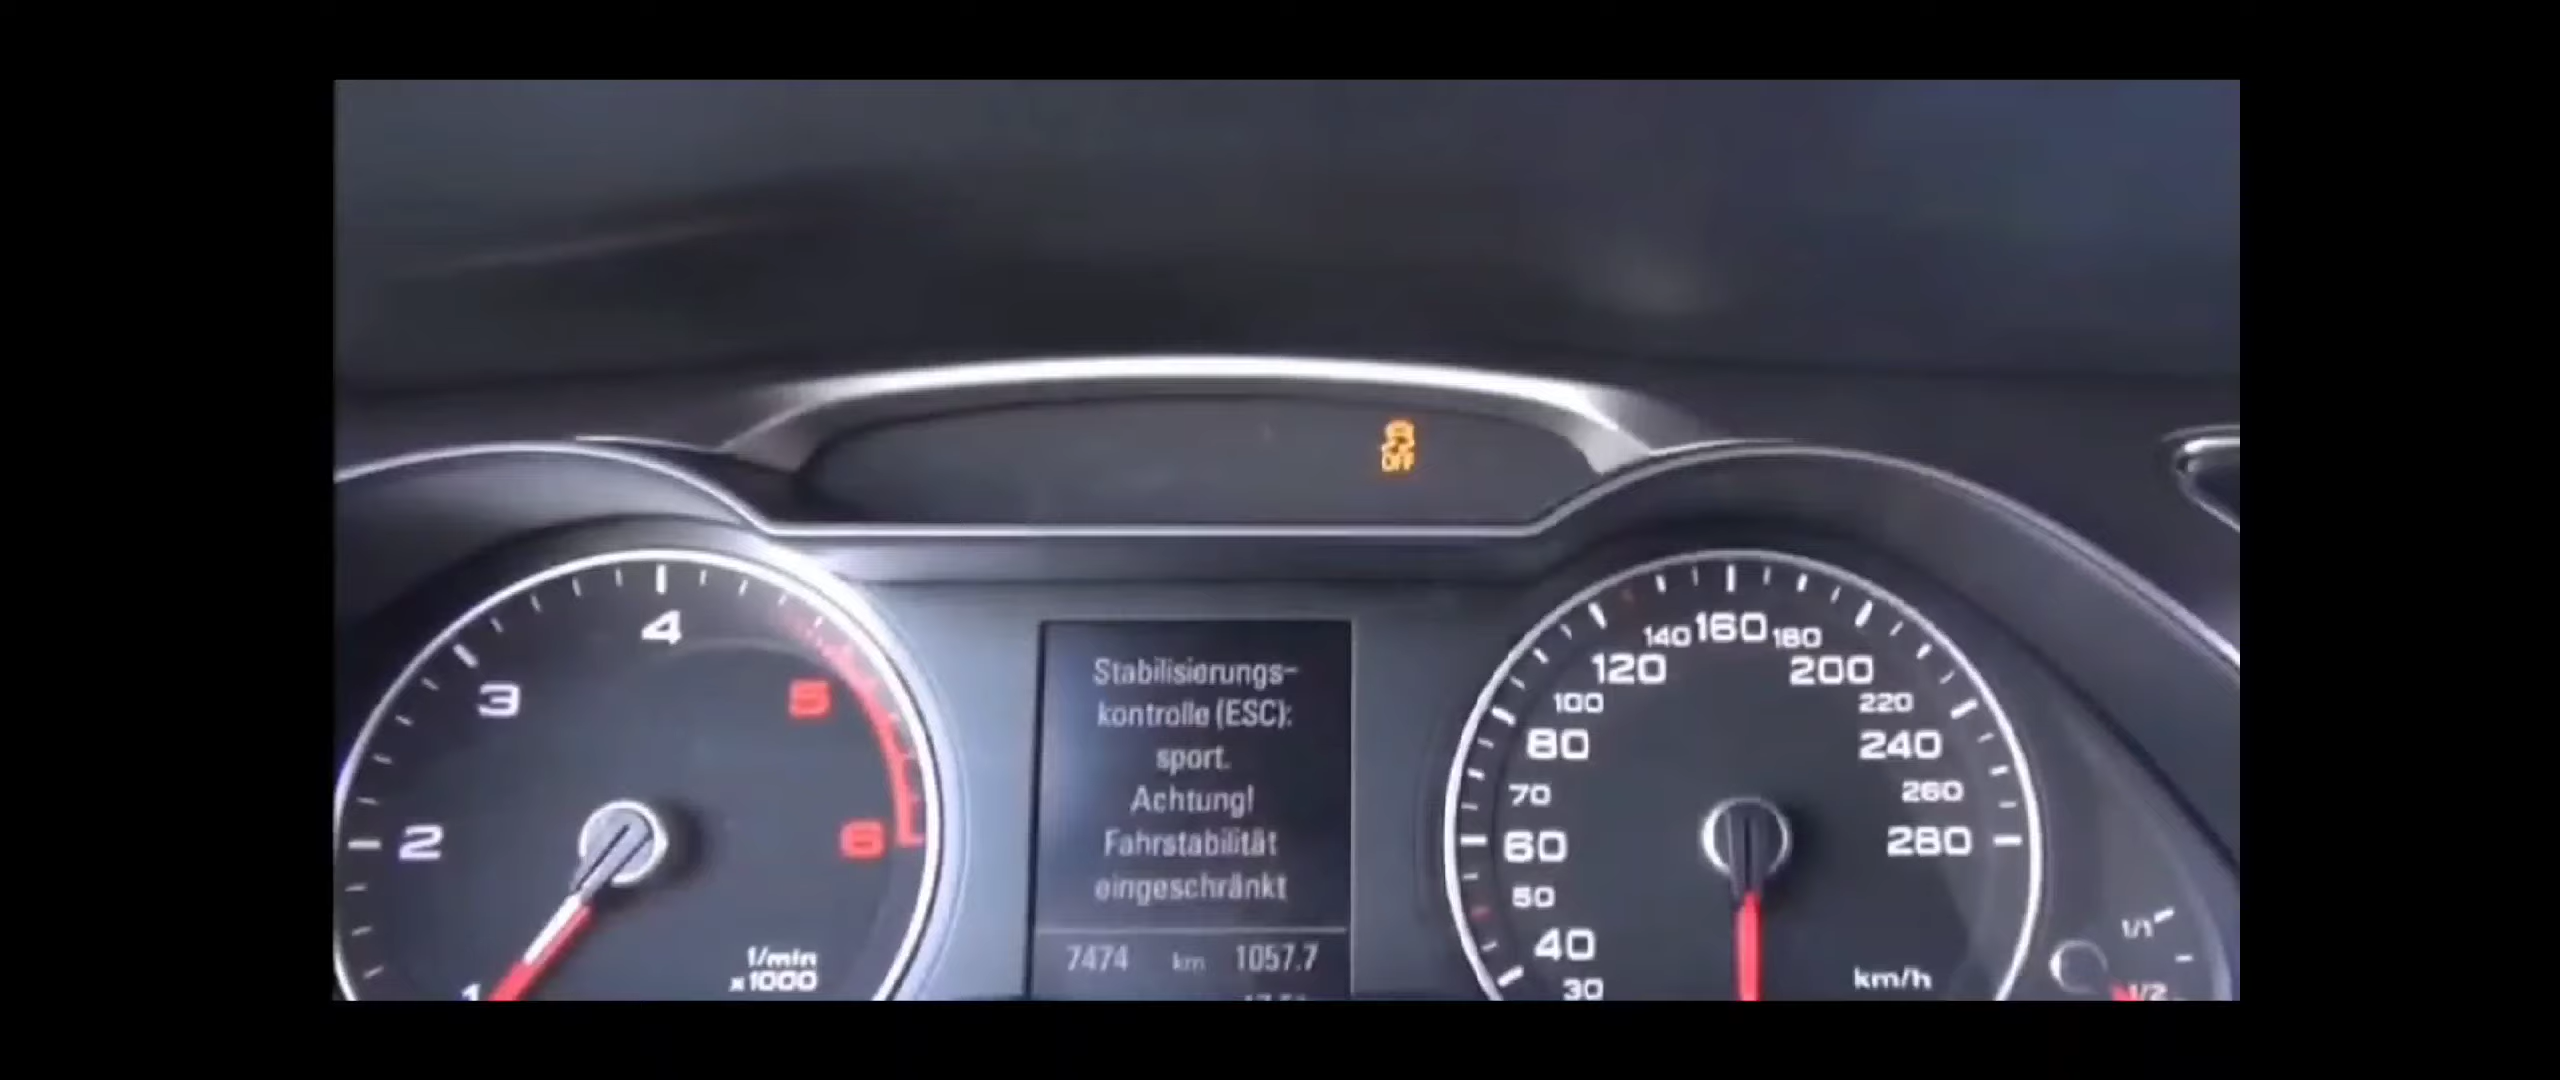 OFF
4
3
5
2
6
1
1/min
x1000
Stabilisierungs-
kontrolle (ESC):
sport.
Achtung!
Fahrstabilität
eingeschränkt
7474 km 1057.7
140 160 180
120 200
100 220
80 240
70 260
60 280
50
40
30
km/h
1/1
1/2